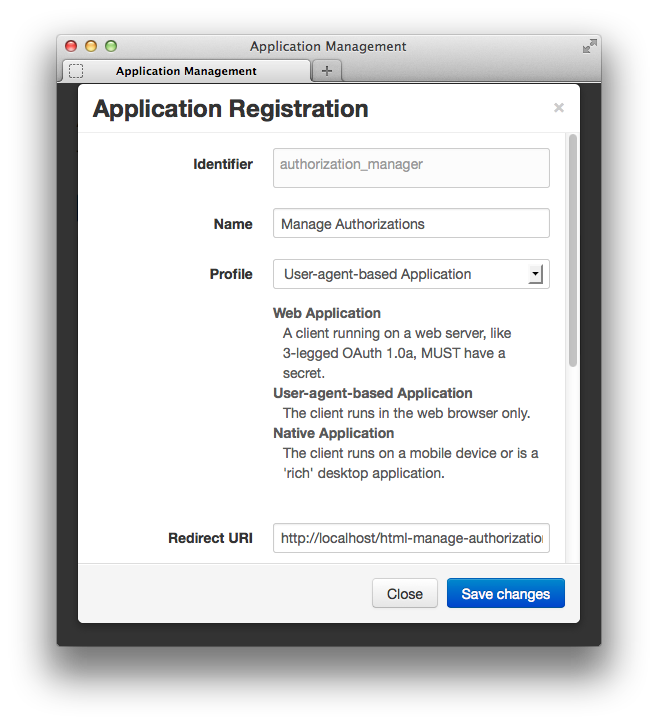 Application Management
Application Management
Application Registration
×
Identifier
authorization_manager
Name
Manage Authorizations
Profile
User-agent-based Application
Web Application
A client running on a web server, like
3-legged OAuth 1.0a, MUST have a
secret.
User-agent-based Application
The client runs in the web browser only.
Native Application
The client runs on a mobile device or is a
'rich' desktop application.
Redirect URI
http://localhost/html-manage-authorization
Close
Save changes